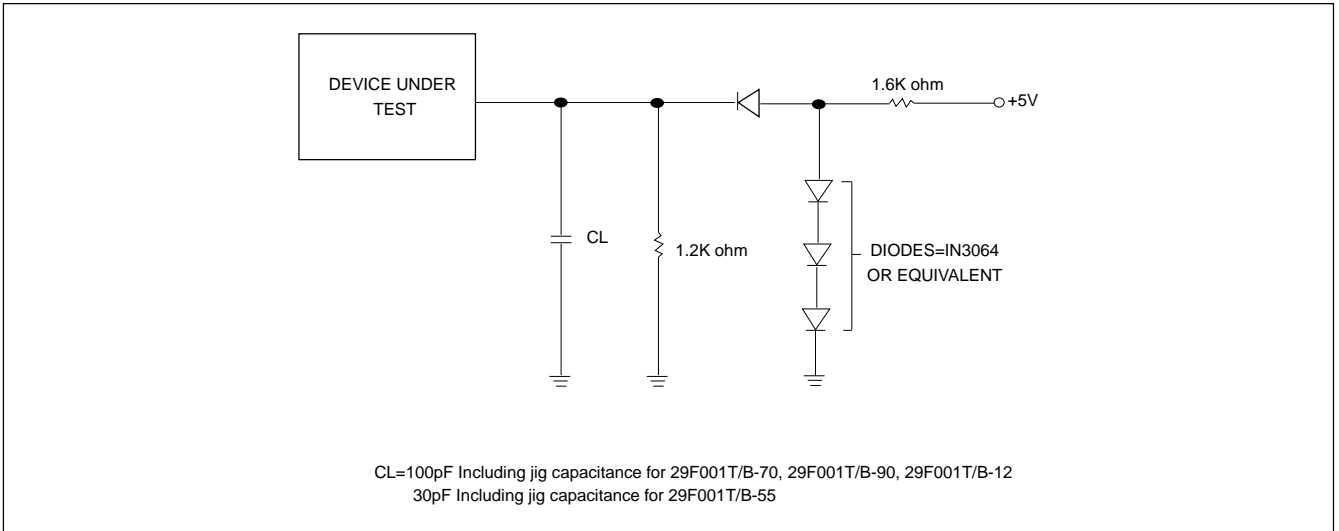 DEVICE UNDER
TEST
1.6K ohm
+5V
CL
1.2K ohm
DIODES=IN3064
OR EQUIVALENT
CL=100pF Including jig capacitance for 29F001T/B-70, 29F001T/B-90, 29F001T/B-12
30pF Including jig capacitance for 29F001T/B-55